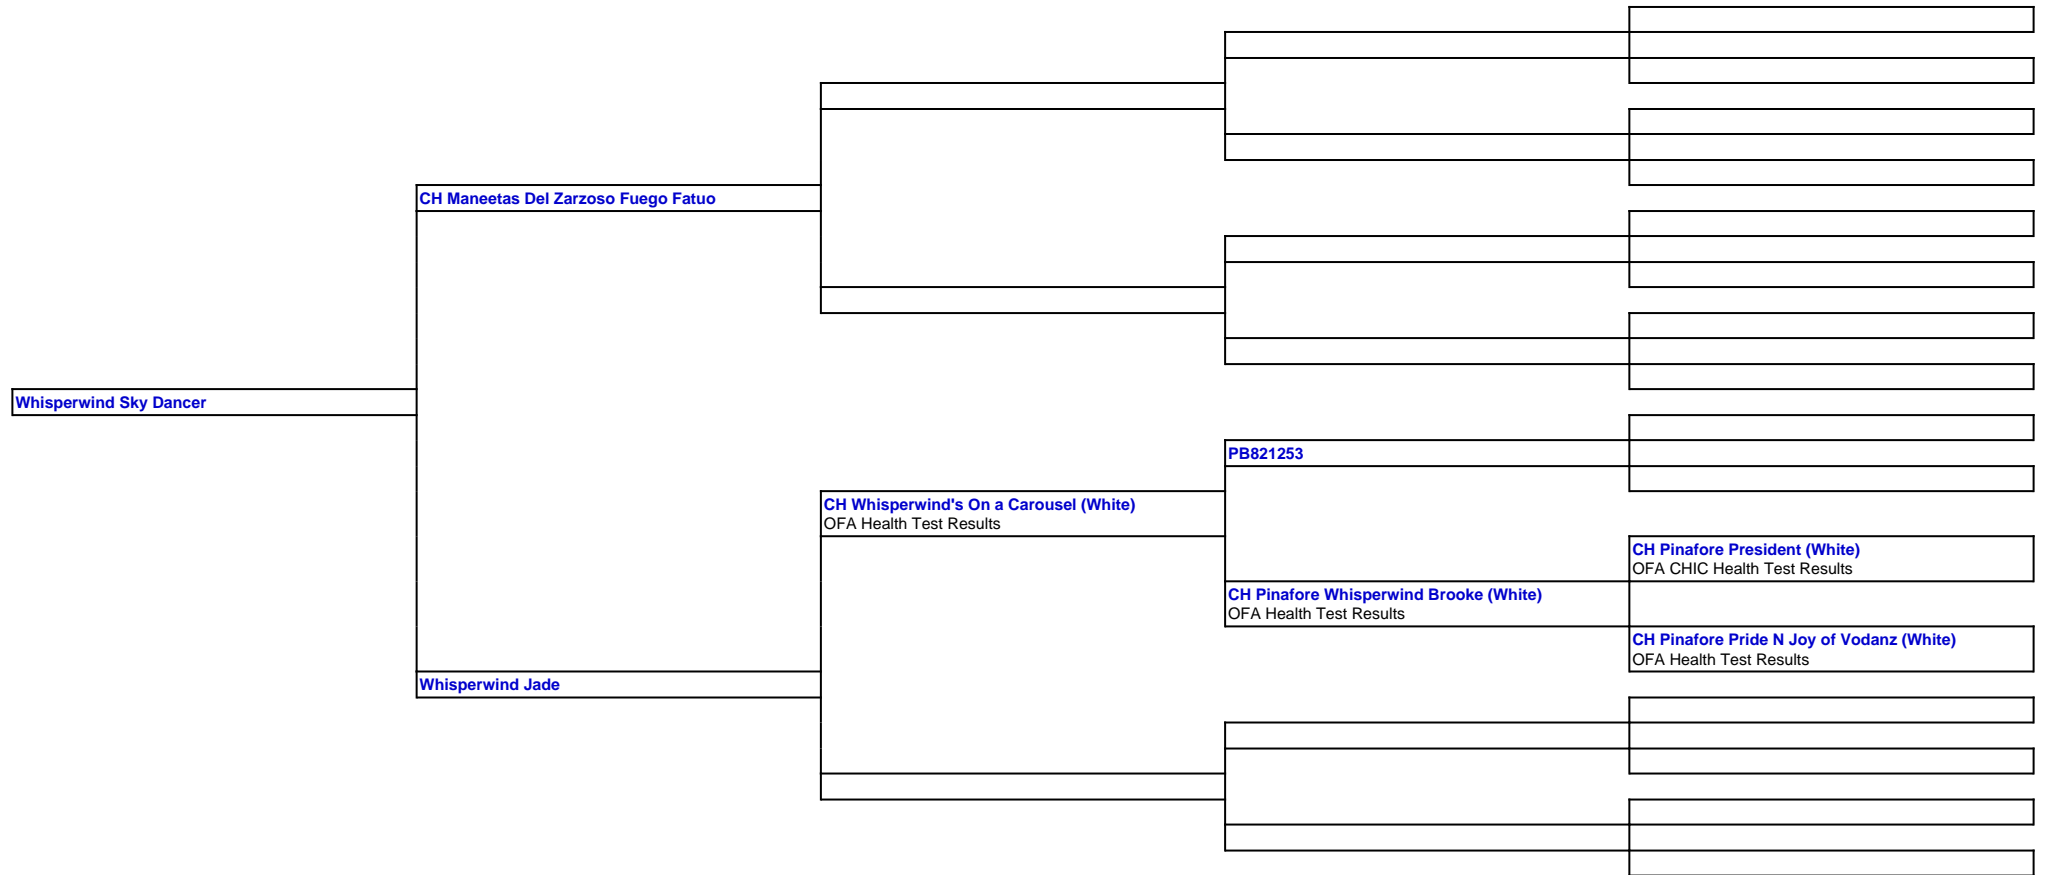 CH Maneetas Del Zarzoso Fuego Fatuo
Whisperwind Sky Dancer
PB821253
CH Whisperwind's On a Carousel (White)
OFA Health Test Results
CH Pinafore President (White)
OFA CHIC Health Test Results
CH Pinafore Whisperwind Brooke (White)
OFA Health Test Results
CH Pinafore Pride N Joy of Vodanz (White)
OFA Health Test Results
Whisperwind Jade